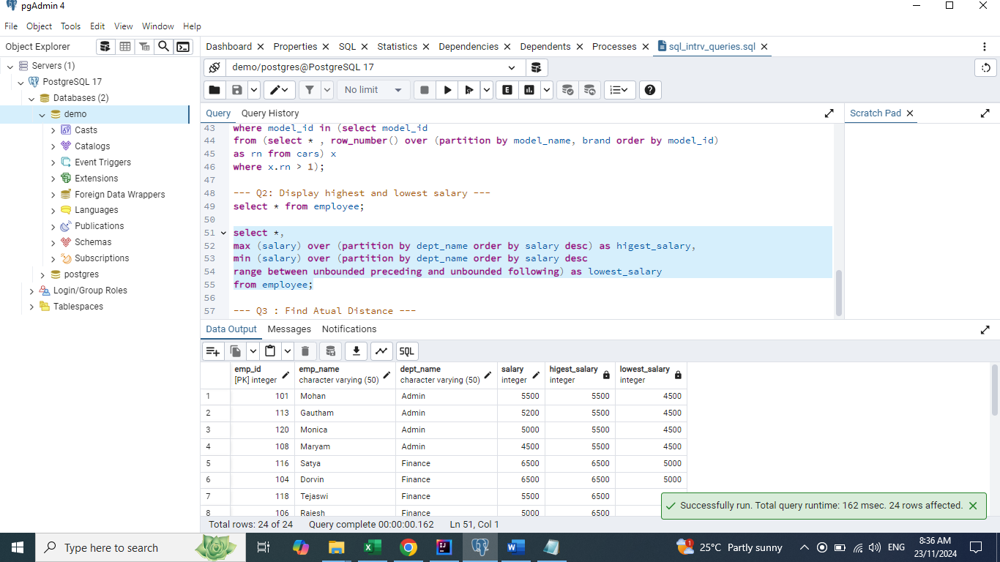 pgAdmin 4
File Object Tools Edit View Window Help
Object Explorer
Dashboard Properties SQL Statistics Dependencies Dependents Processes sql_intrv_queries.sql
Servers (1)
PostgreSQL 17
Databases (2)
demo
Casts
Catalogs
Event Triggers
Extensions
Foreign Data Wrappers
Languages
Publications
Schemas
Subscriptions
postgres
Login/Group Roles
Tablespaces
demo/postgres@PostgreSQL 17
No limit
E
Query Query History
Scratch Pad
43 where model_id in (select model_id
44 from (select * , row_number() over (partition by model_name, brand order by model_id)
45 as rn from cars) x
46 where x.rn > 1);
47
48 --- Q2: Display highest and lowest salary ---
49 select * from employee;
50
51 select *,
52 max (salary) over (partition by dept_name order by salary desc) as higest_salary,
53 min (salary) over (partition by dept_name order by salary desc
54 range between unbounded preceding and unbounded following) as lowest_salary
55 from employee;
56
57 --- Q3 : Find Atual Distance ---
Data Output Messages Notifications
SQL
emp_id emp_name dept_name salary higest_salary lowest_salary
[PK] integer character varying (50) character varying (50) integer integer integer
1 101 Mohan Admin 5500 5500 4500
2 113 Gautham Admin 5200 5500 4500
3 120 Monica Admin 5000 5500 4500
4 108 Maryam Admin 4500 5500 4500
5 116 Satya Finance 6500 6500 5000
6 104 Dorvin Finance 6500 6500 5000
7 118 Tejaswi Finance 5500 6500
8 106 Rajesh Finance 5000 6500
Successfully run. Total query runtime: 162 msec. 24 rows affected.
Total rows: 24 of 24 Query complete 00:00:00.162 Ln 51, Col 1
Type here to search
1
25°C Partly sunny
ENG
8:36 AM
23/11/2024